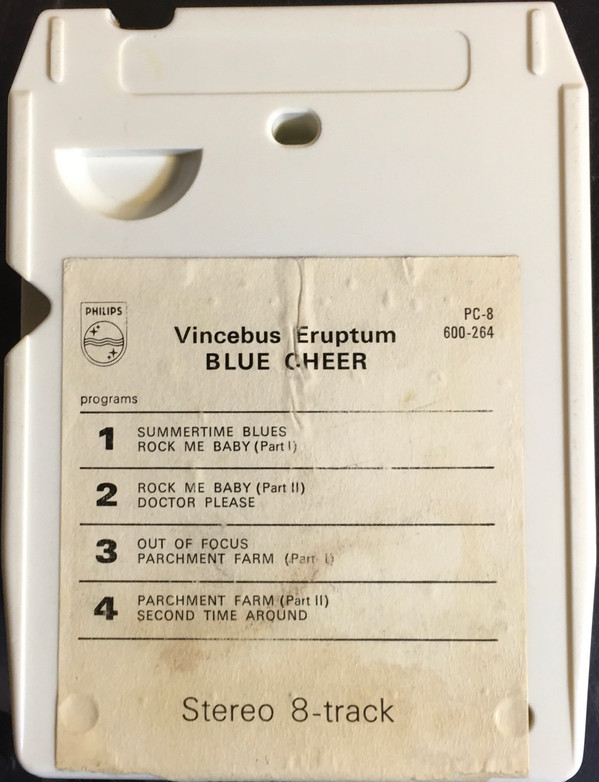 PHILIPS
PC-8
600-264
Vincebus Eruptum
BLUE CHEER
programs
1 SUMMERTIME BLUES
ROCK ME BABY (Part I)
2 ROCK ME BABY (Part II)
DOCTOR PLEASE
3 OUT OF FOCUS
PARCHMENT FARM (Part I)
4 PARCHMENT FARM (Part II)
SECOND TIME AROUND
Stereo 8-track